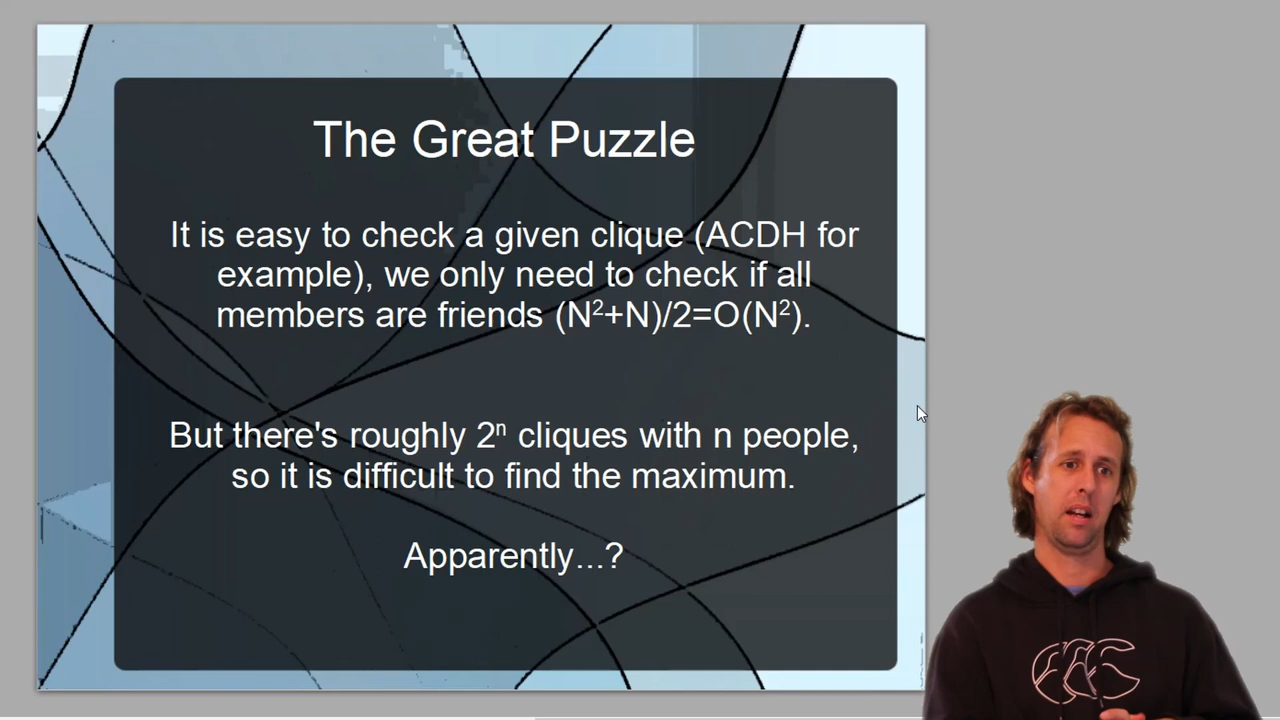 The Great Puzzle
It is easy to check a given clique (ACDH for
example), we only need to check if all
members are friends (N²+N)/2=O(N²).
But there's roughly 2ⁿ cliques with n people,
so it is difficult to find the maximum.
Apparently...?